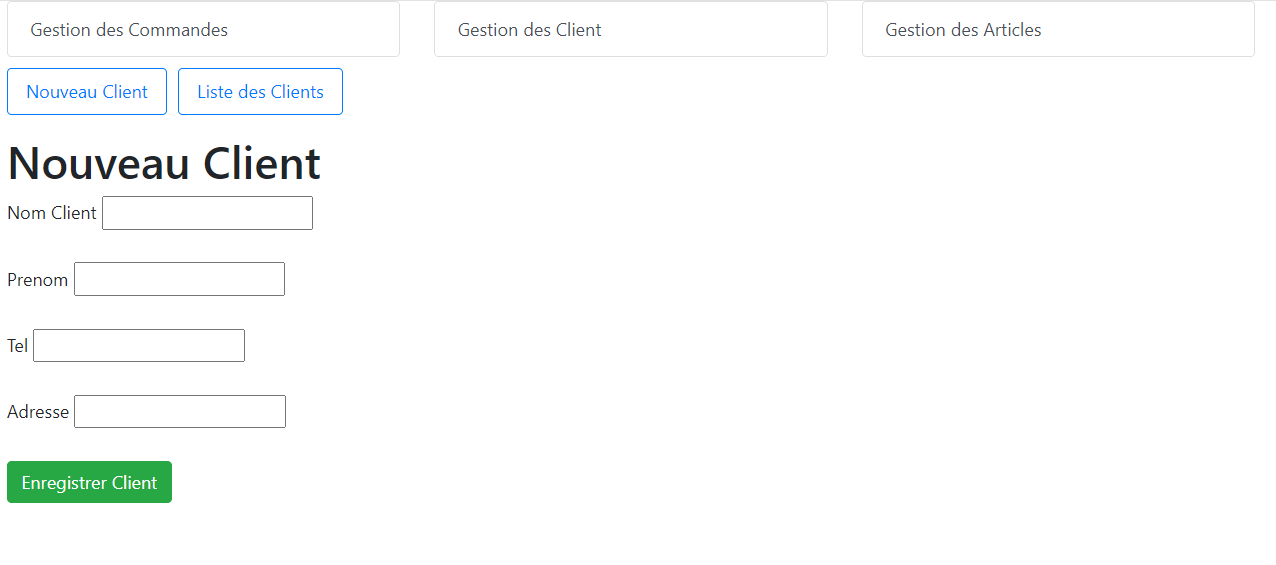 Gestion des Commandes
Gestion des Client
Gestion des Articles
Nouveau Client
Liste des Clients
Nouveau Client
Nom Client
Prenom
Tel
Adresse
Enregistrer Client